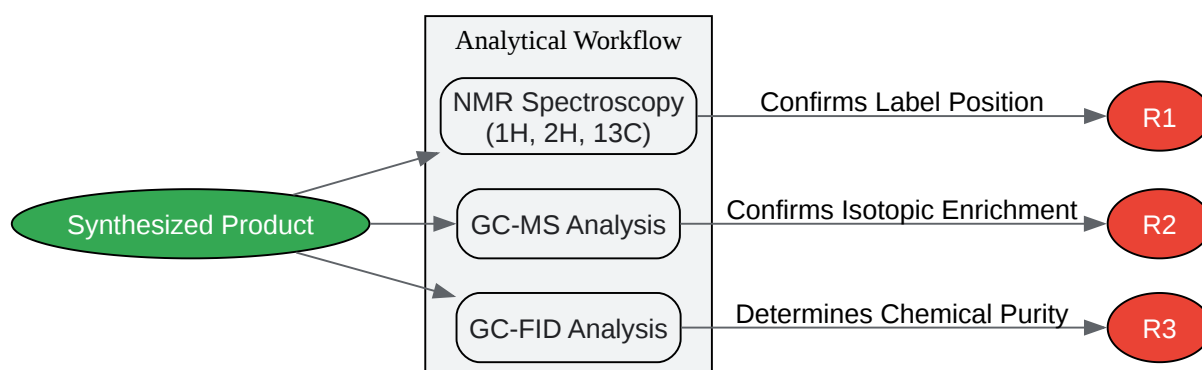 Analytical Workflow
NMR Spectroscopy
(1H, 2H, 13C)
Confirms Label Position
R1
Synthesized Product
GC-MS Analysis
Confirms Isotopic Enrichment
R2
GC-FID Analysis
Determines Chemical Purity
R3